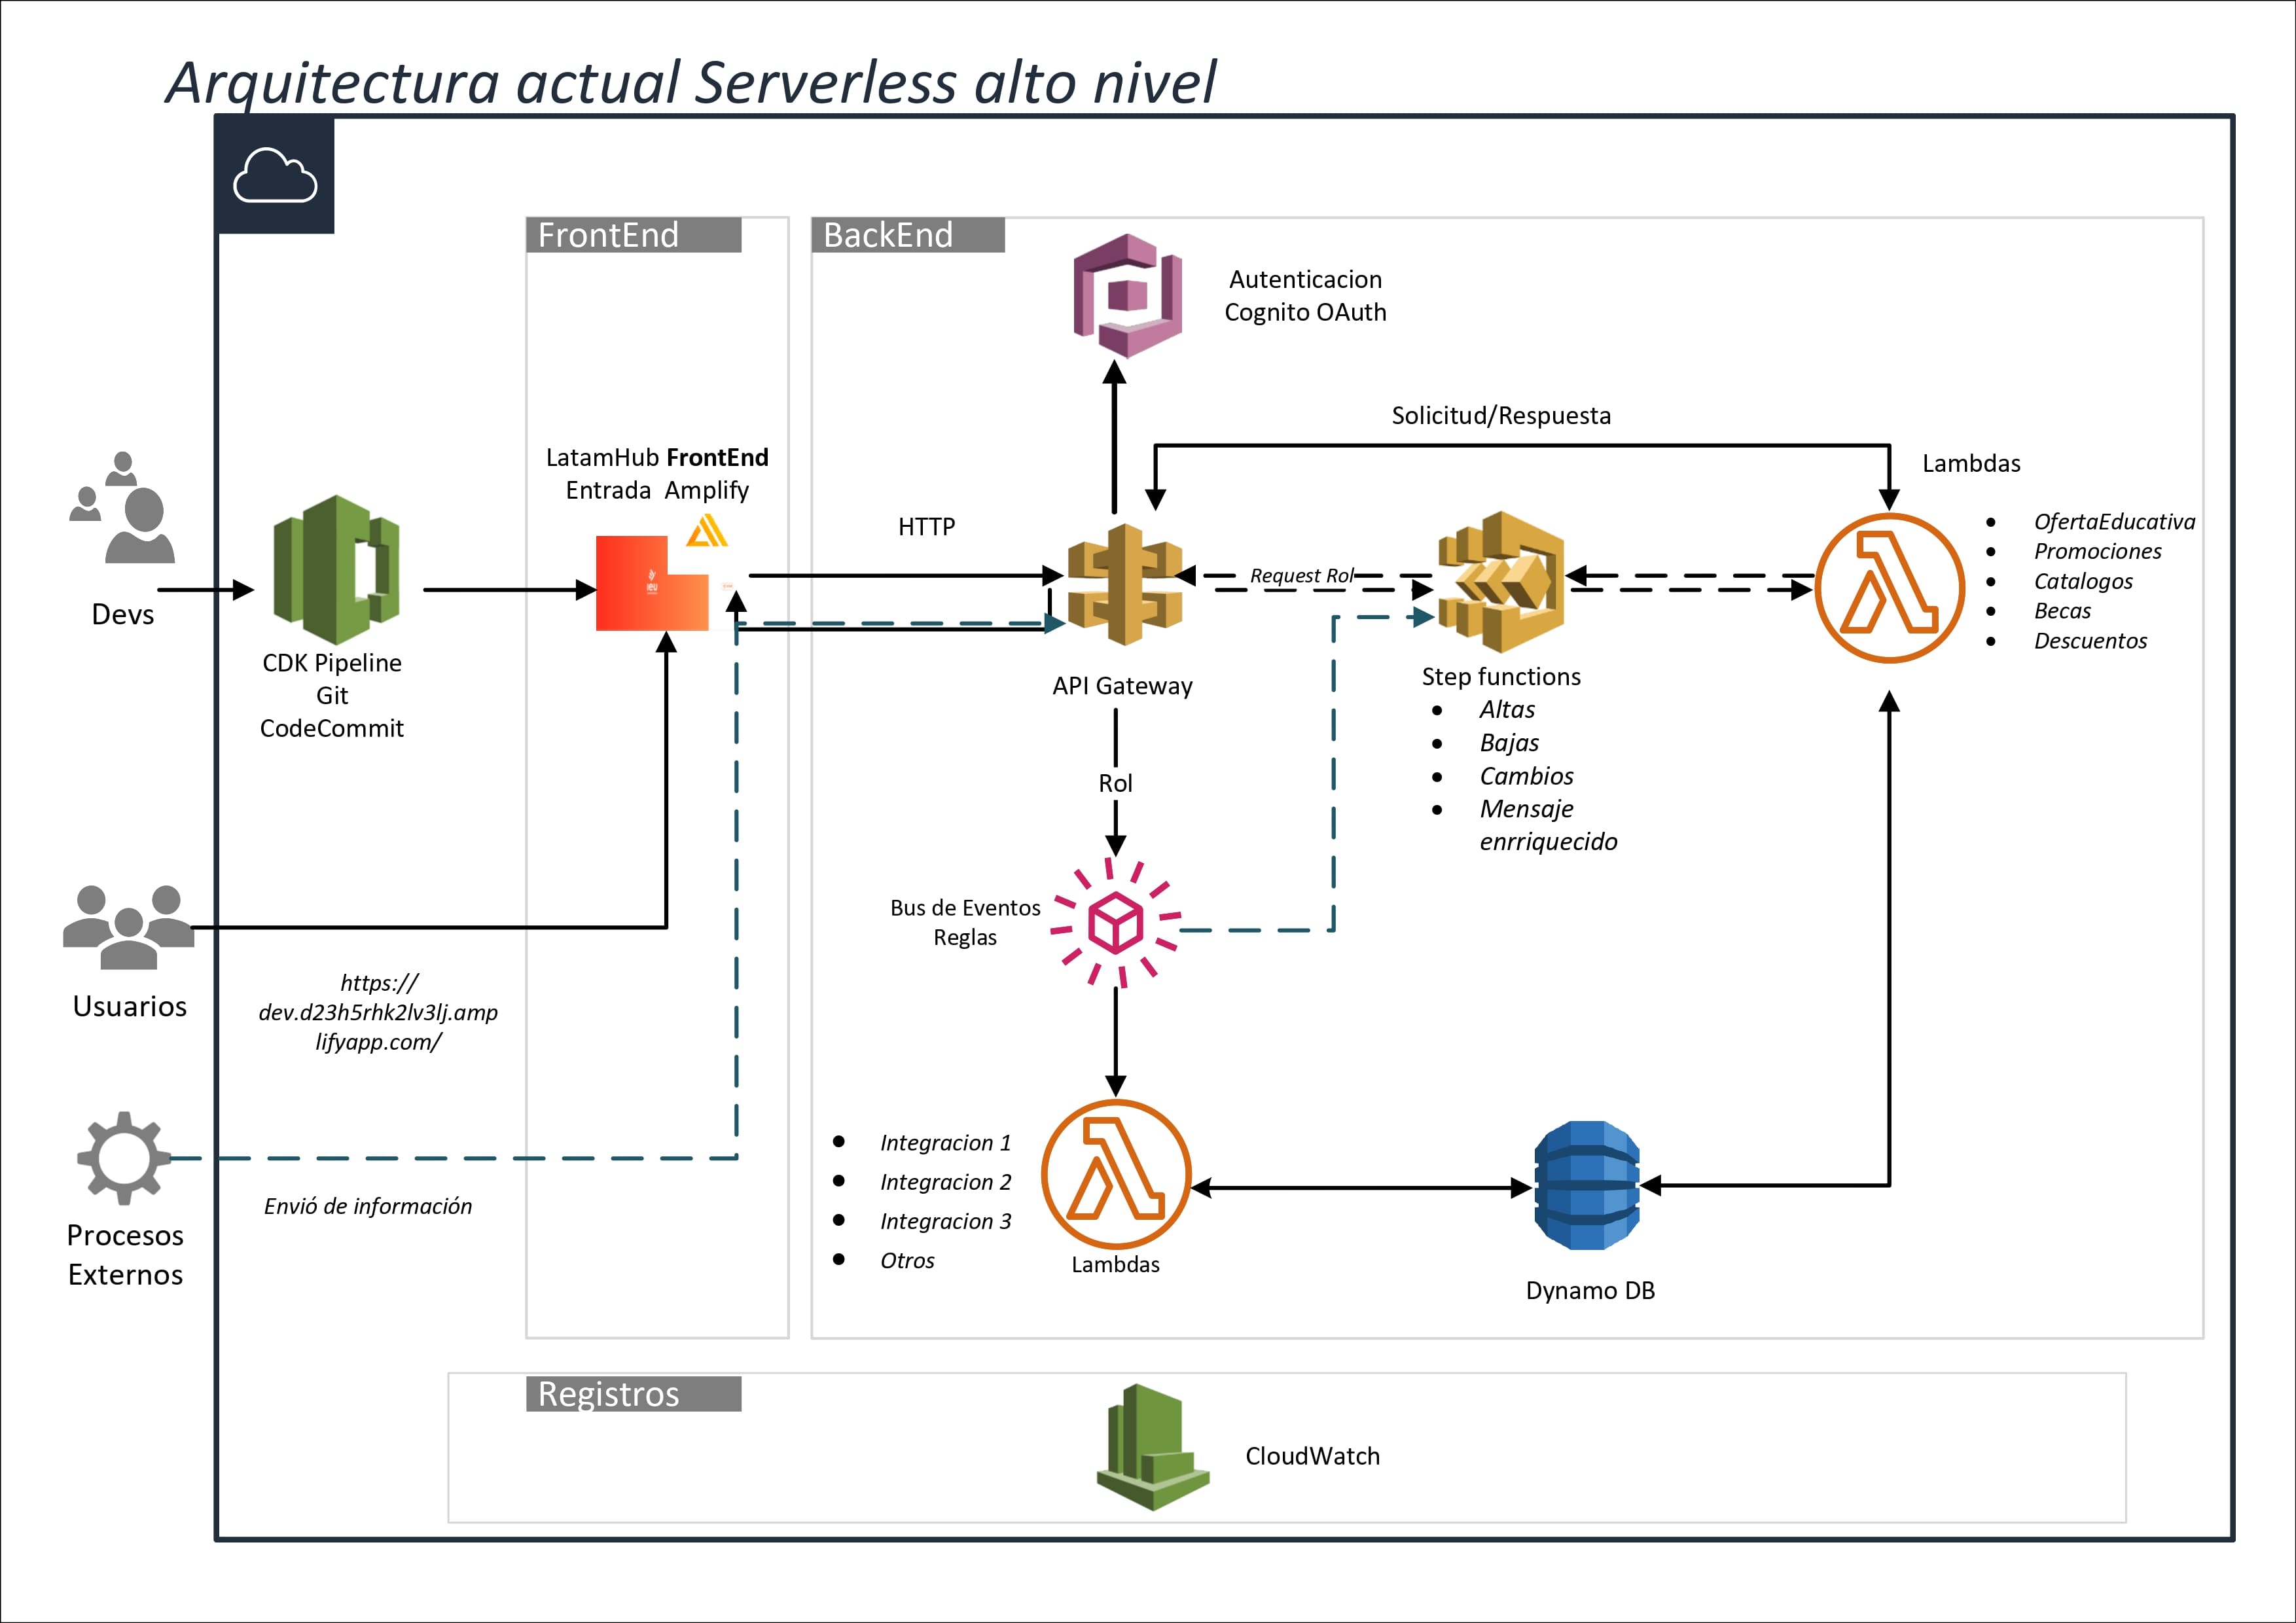 Arquitectura actual Serverless alto nivel
FrontEnd
BackEnd
Autenticacion
Cognito OAuth
Solicitud/Respuesta
LatamHub FrontEnd
Entrada Amplify
HTTP
Lambdas
OfertaEducativa
Promociones
Catalogos
Becas
Descuentos
Request Rol
Devs
CDK Pipeline
Git
CodeCommit
API Gateway
Step functions
Altas
Bajas
Cambios
Mensaje
enrriquecido
Rol
Bus de Eventos
Reglas
Usuarios
https://
dev.d23h5rhk2lv3lj.amp
lifyapp.com/
Envió de información
Procesos
Externos
Integracion 1
Integracion 2
Integracion 3
Otros
Lambdas
Dynamo DB
Registros
CloudWatch